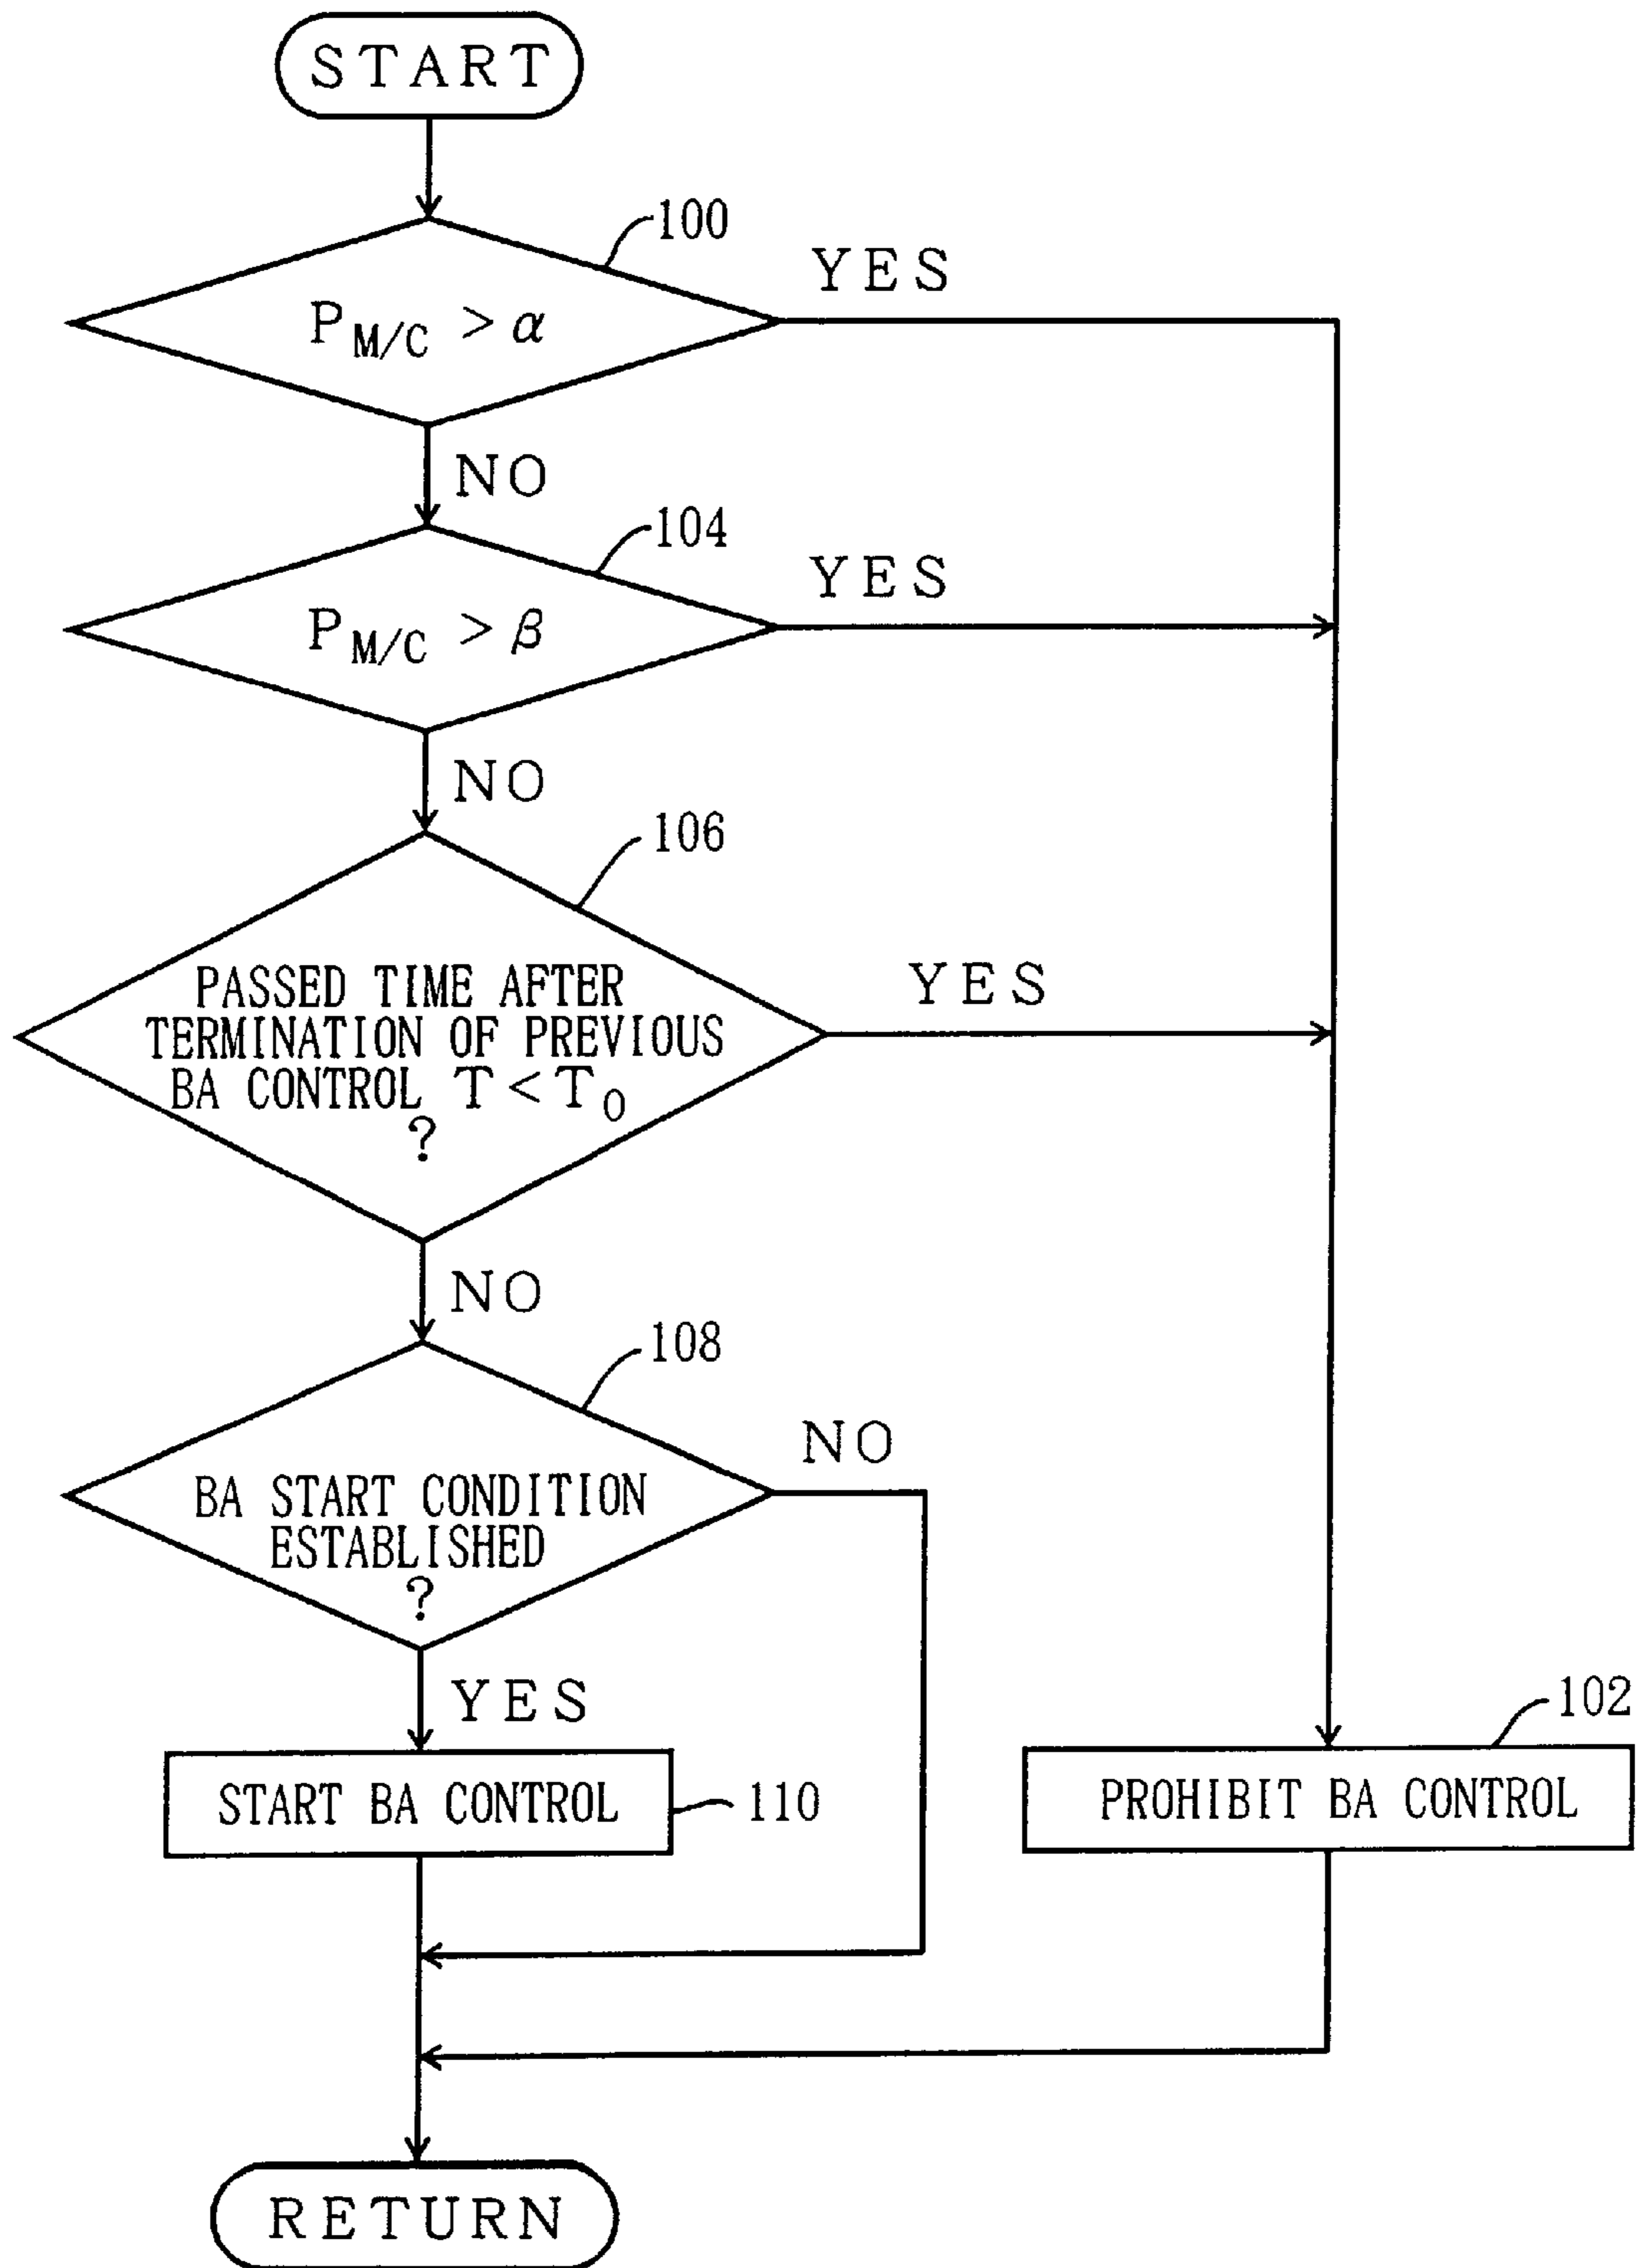 START
100
YES
P_M/C > α
NO
104
YES
P_M/C > β
NO
106
PASSED TIME AFTER
TERMINATION OF PREVIOUS
BA CONTROL T < T_0
?
YES
NO
108
NO
BA START CONDITION
ESTABLISHED
?
YES
102
START BA CONTROL
110
PROHIBIT BA CONTROL
RETURN